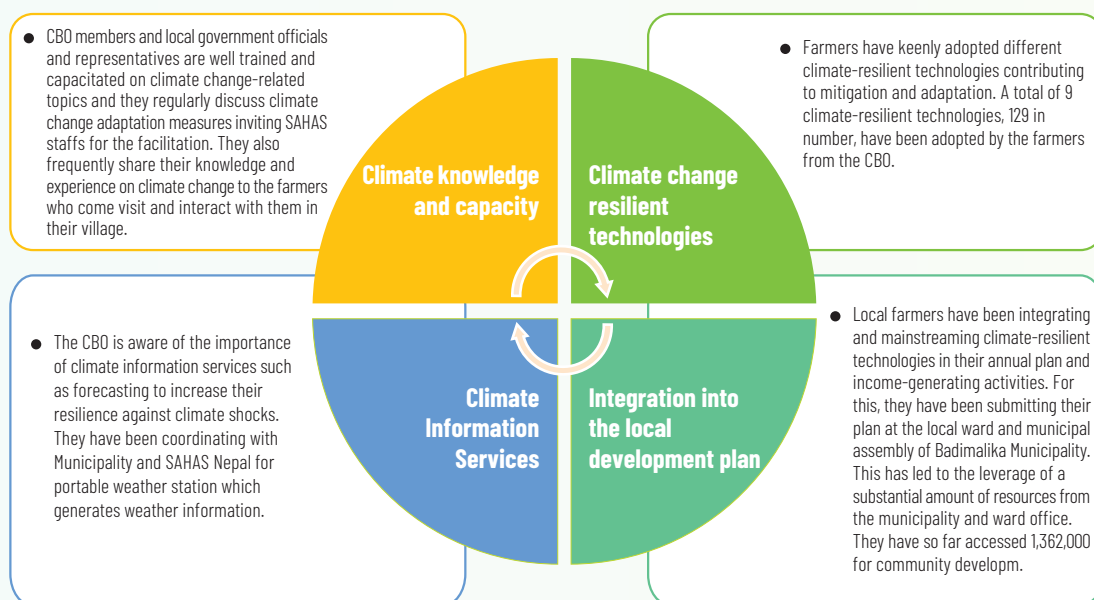 ● CBO members and local government officials
and representatives are well trained and
capacitated on climate change-related
topics and they regularly discuss climate
change adaptation measures inviting SAHAS
staffs for the facilitation. They also
frequently share their knowledge and
experience on climate change to the farmers
who come visit and interact with them in
their village.
Climate knowledge
and capacity
Climate change
resilient
technologies
● Farmers have keenly adopted different
climate-resilient technologies contributing
to mitigation and adaptation. A total of 9
climate-resilient technologies, 129 in
number, have been adopted by the farmers
from the CBO.
● The CBO is aware of the importance
of climate information services such
as forecasting to increase their
resilience against climate shocks.
They have been coordinating with
Municipality and SAHAS Nepal for
portable weather station which
generates weather information.
Climate
Information
Services
Integration into
the local
development plan
● Local farmers have been integrating
and mainstreaming climate-resilient
technologies in their annual plan and
income-generating activities. For
this, they have been submitting their
plan at the local ward and municipal
assembly of Badimalika Municipality.
This has led to the leverage of a
substantial amount of resources from
the municipality and ward office.
They have so far accessed 1,362,000
for community developm.